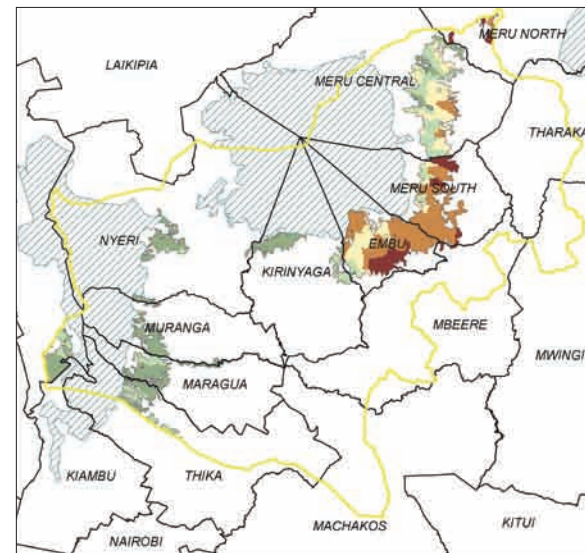 MERU NORTH
LAIKIPIA
MERU CENTRAL
THARAKA
MERU SOUTH
NYERI
EMBU
KIRINYAGA
MURANGA
MBEERE
MWINGI
MARAGUA
KIAMBU
THIKA
MACHAKOS
KITUI
NAIROBI